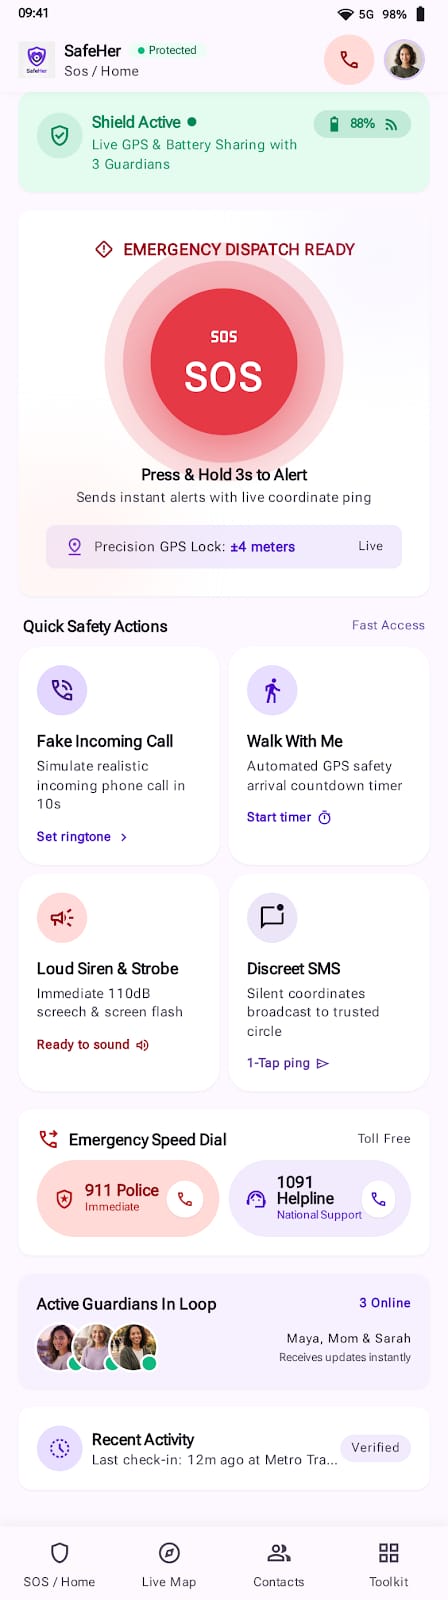 09:41
5G 98%
SafeHer
SafeHer
Protected
Sos / Home
Shield Active
88%
Live GPS & Battery Sharing with
3 Guardians
EMERGENCY DISPATCH READY
SOS
SOS
Press & Hold 3s to Alert
Sends instant alerts with live coordinate ping
Precision GPS Lock: ±4 meters
Live
Quick Safety Actions
Fast Access
Fake Incoming Call
Simulate realistic
incoming phone call in
10s
Set ringtone
Walk With Me
Automated GPS safety
arrival countdown timer
Start timer
Loud Siren & Strobe
Immediate 110dB
screech & screen flash
Ready to sound
Discreet SMS
Silent coordinates
broadcast to trusted
circle
1-Tap ping
Emergency Speed Dial
Toll Free
911 Police
Immediate
1091
Helpline
National Support
Active Guardians In Loop
3 Online
Maya, Mom & Sarah
Receives updates instantly
Recent Activity
Last check-in: 12m ago at Metro Tra...
Verified
SOS / Home
Live Map
Contacts
Toolkit